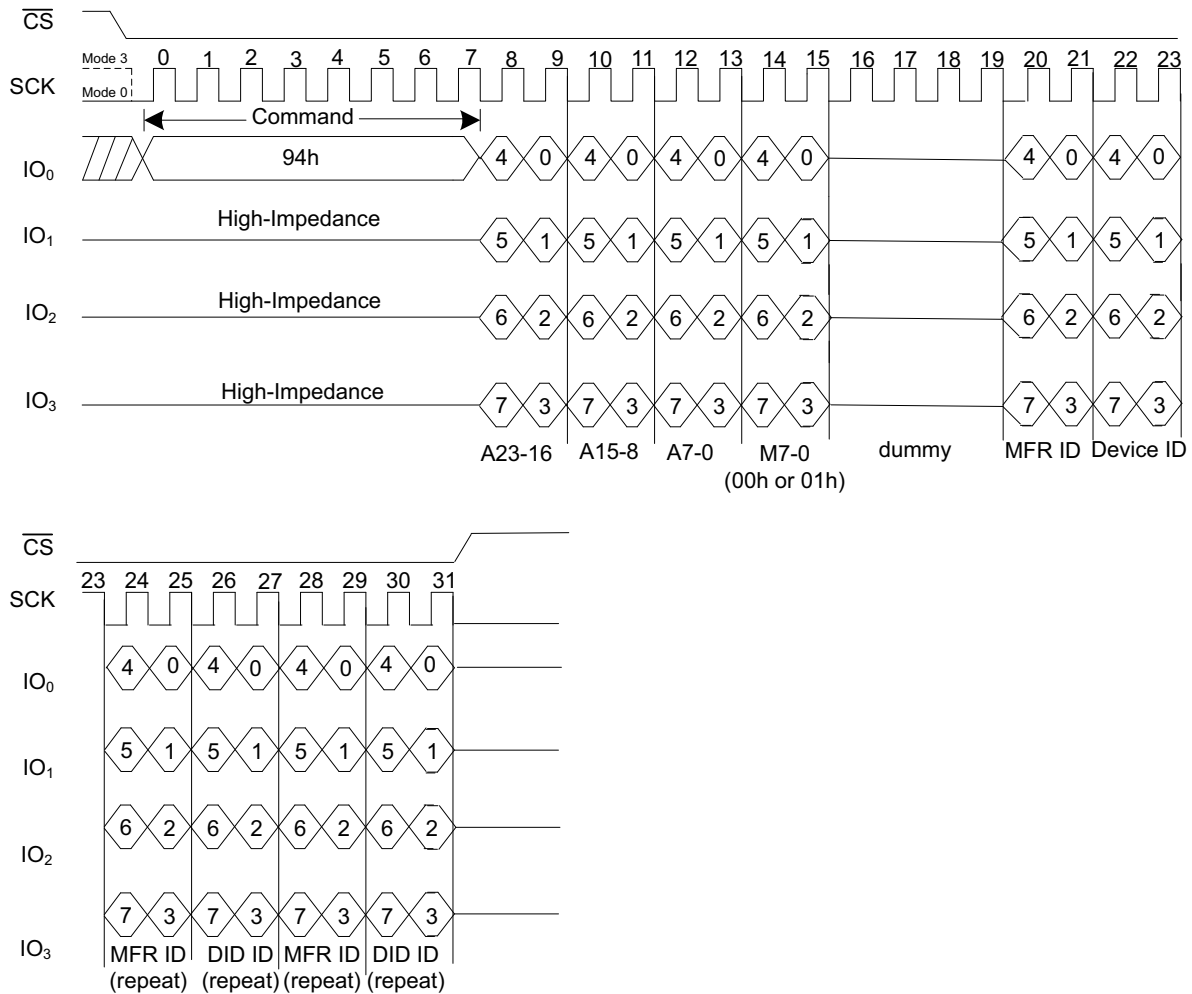 CS
Mode 3
0 1 2 3 4 5 6 7 8 9 10 11 12 13 14 15 16 17 18 19 20 21 22 23
SCK
Mode 0
Command
IO0
94h
4 0 4 0 4 0 4 0 4 0 4 0
IO1
High-Impedance
5 1 5 1 5 1 5 1 5 1 5 1
IO2
High-Impedance
6 2 6 2 6 2 6 2 6 2 6 2
IO3
High-Impedance
7 3 7 3 7 3 7 3 7 3 7 3
A23-16 A15-8 A7-0 M7-0 dummy MFR ID Device ID
(00h or 01h)
CS
23 24 25 26 27 28 29 30 31
SCK
IO0
4 0 4 0 4 0 4 0
IO1
5 1 5 1 5 1 5 1
IO2
6 2 6 2 6 2 6 2
IO3
7 3 7 3 7 3 7 3
MFR ID DID ID MFR ID DID ID
(repeat) (repeat) (repeat) (repeat)